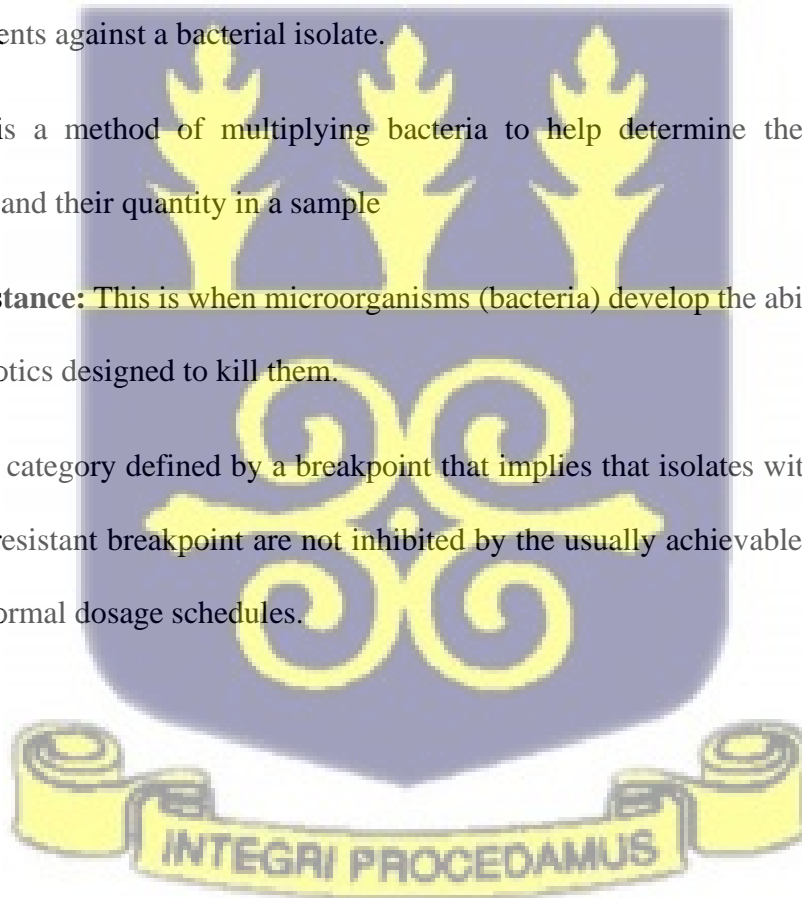 ents against a bacterial isolate.
is a method of multiplying bacteria to help determine the
and their quantity in a sample
stance: This is when microorganisms (bacteria) develop the abi
otics designed to kill them.
category defined by a breakpoint that implies that isolates wit
resistant breakpoint are not inhibited by the usually achievable
ormal dosage schedules.
INTEGRI PROCEDAMUS